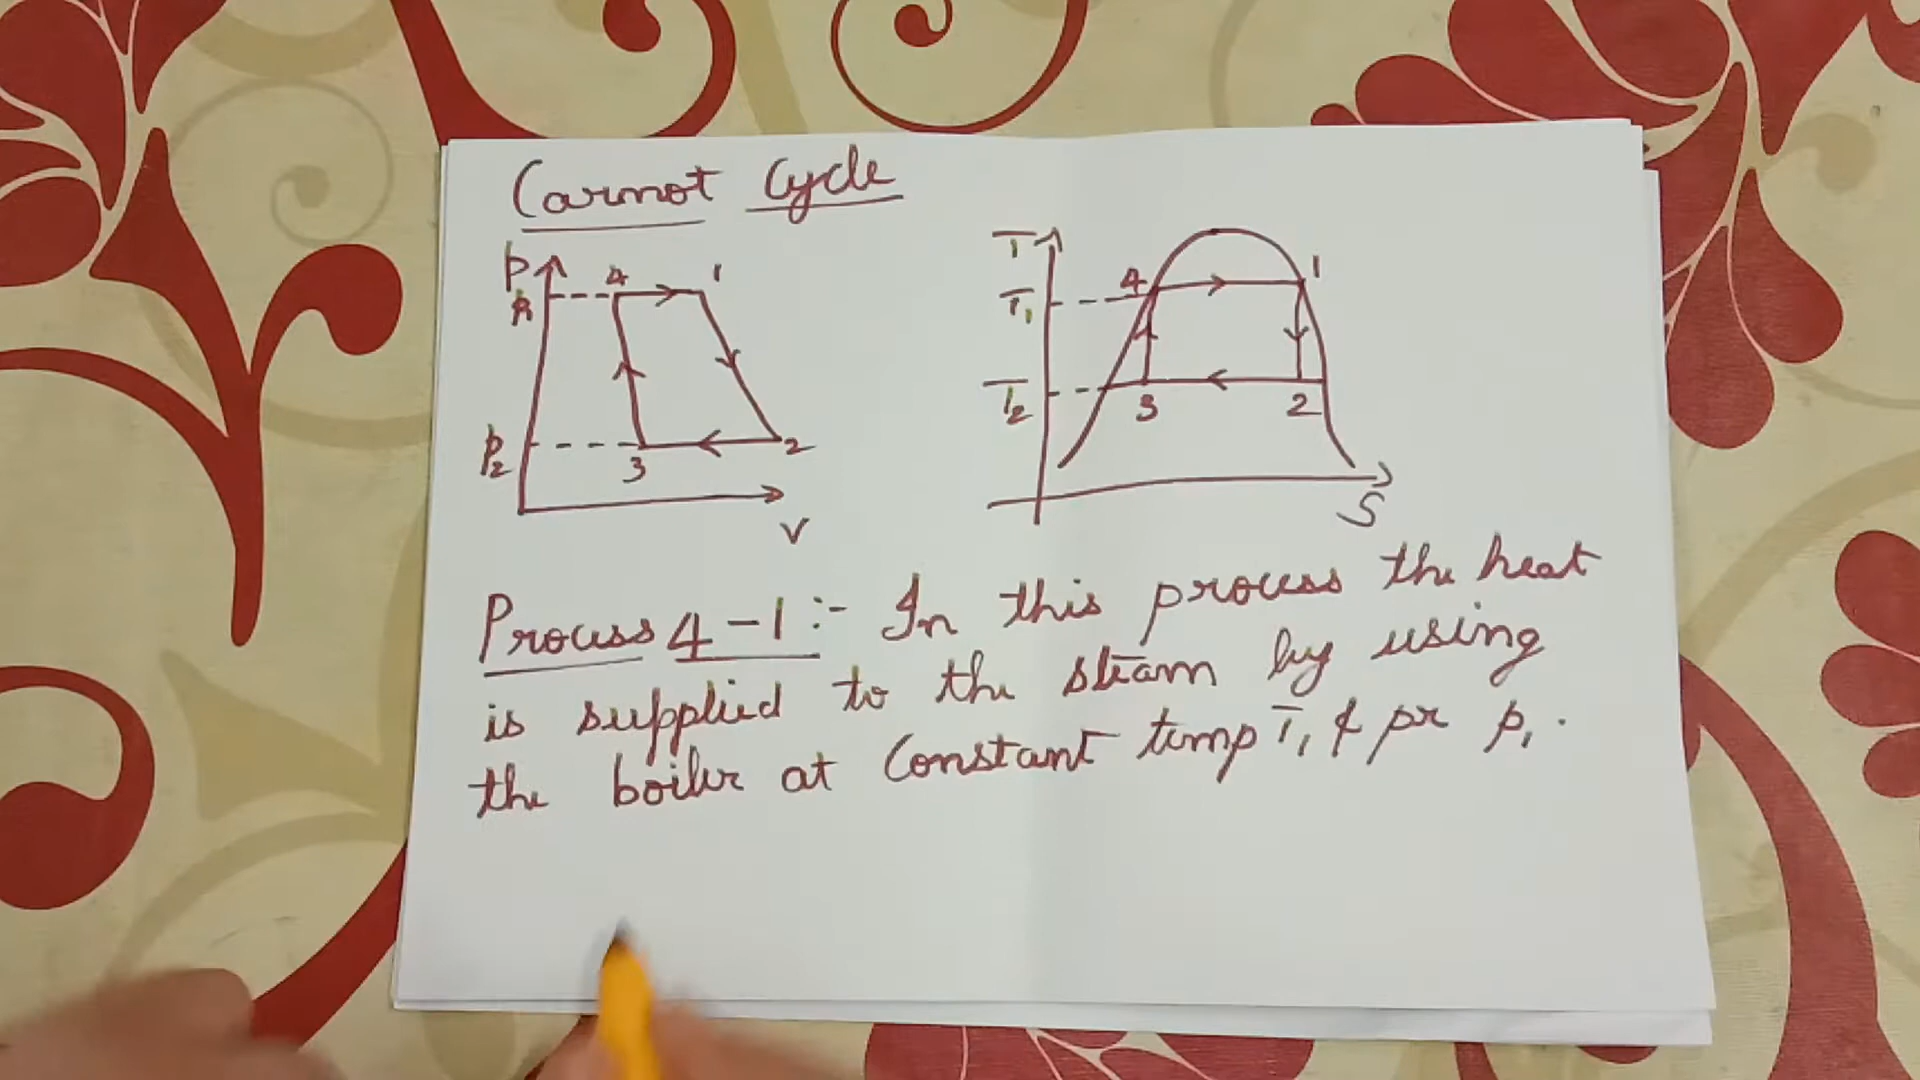 Carnot Cycle
P
4 1
P1
P2
3
2
V
T
4 1
T1
T2
3 2
S
Process 4-1 :- In this process the heat
is supplied to the steam by using
the boiler at Constant temp T1 & pr p1.